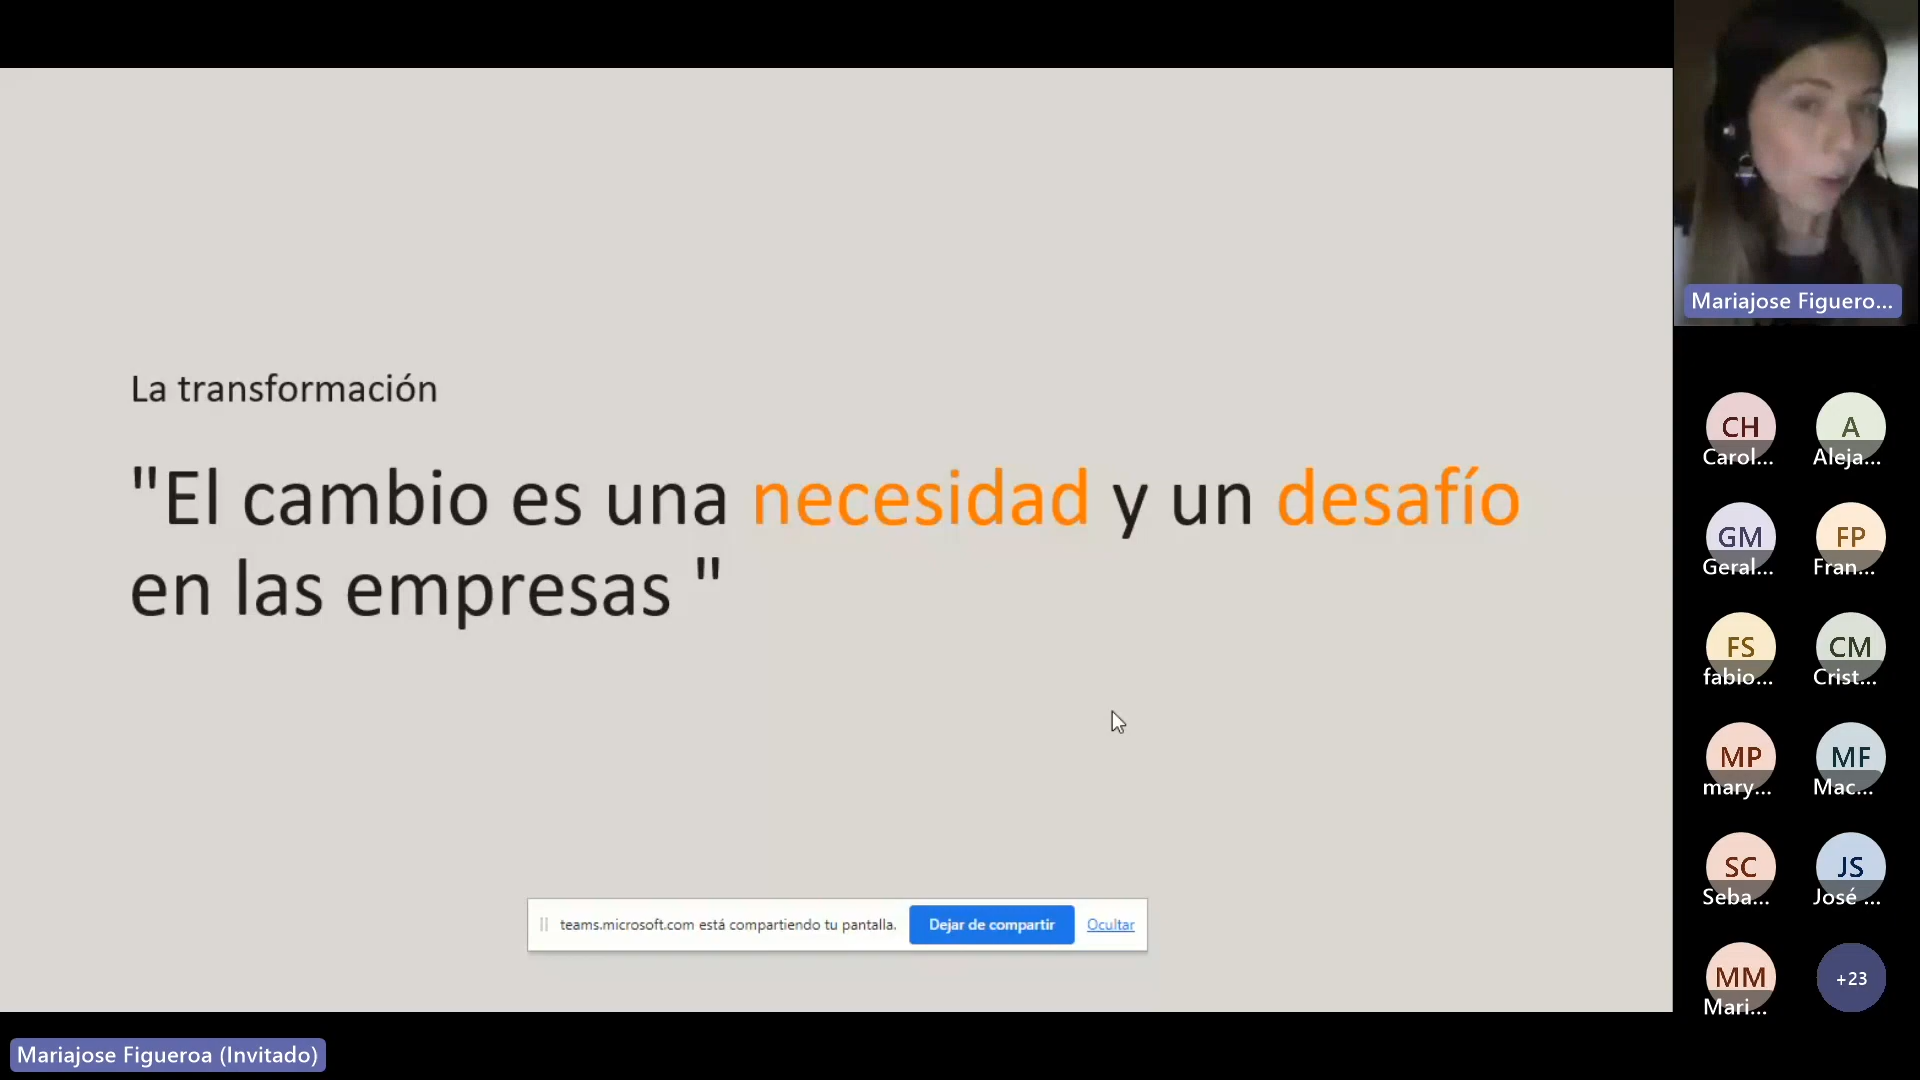 Mariajose Figuero...
La transformación
"El cambio es una necesidad y un desafío
en las empresas "
teams.microsoft.com está compartiendo tu pantalla.
Dejar de compartir
Ocultar
CH
Carol...
A
Aleja...
GM
Geral...
FP
Fran...
FS
fabio...
CM
Crist...
MP
mary...
MF
Mac...
SC
Seba...
JS
José ...
MM
Mari...
+23
Mariajose Figueroa (Invitado)